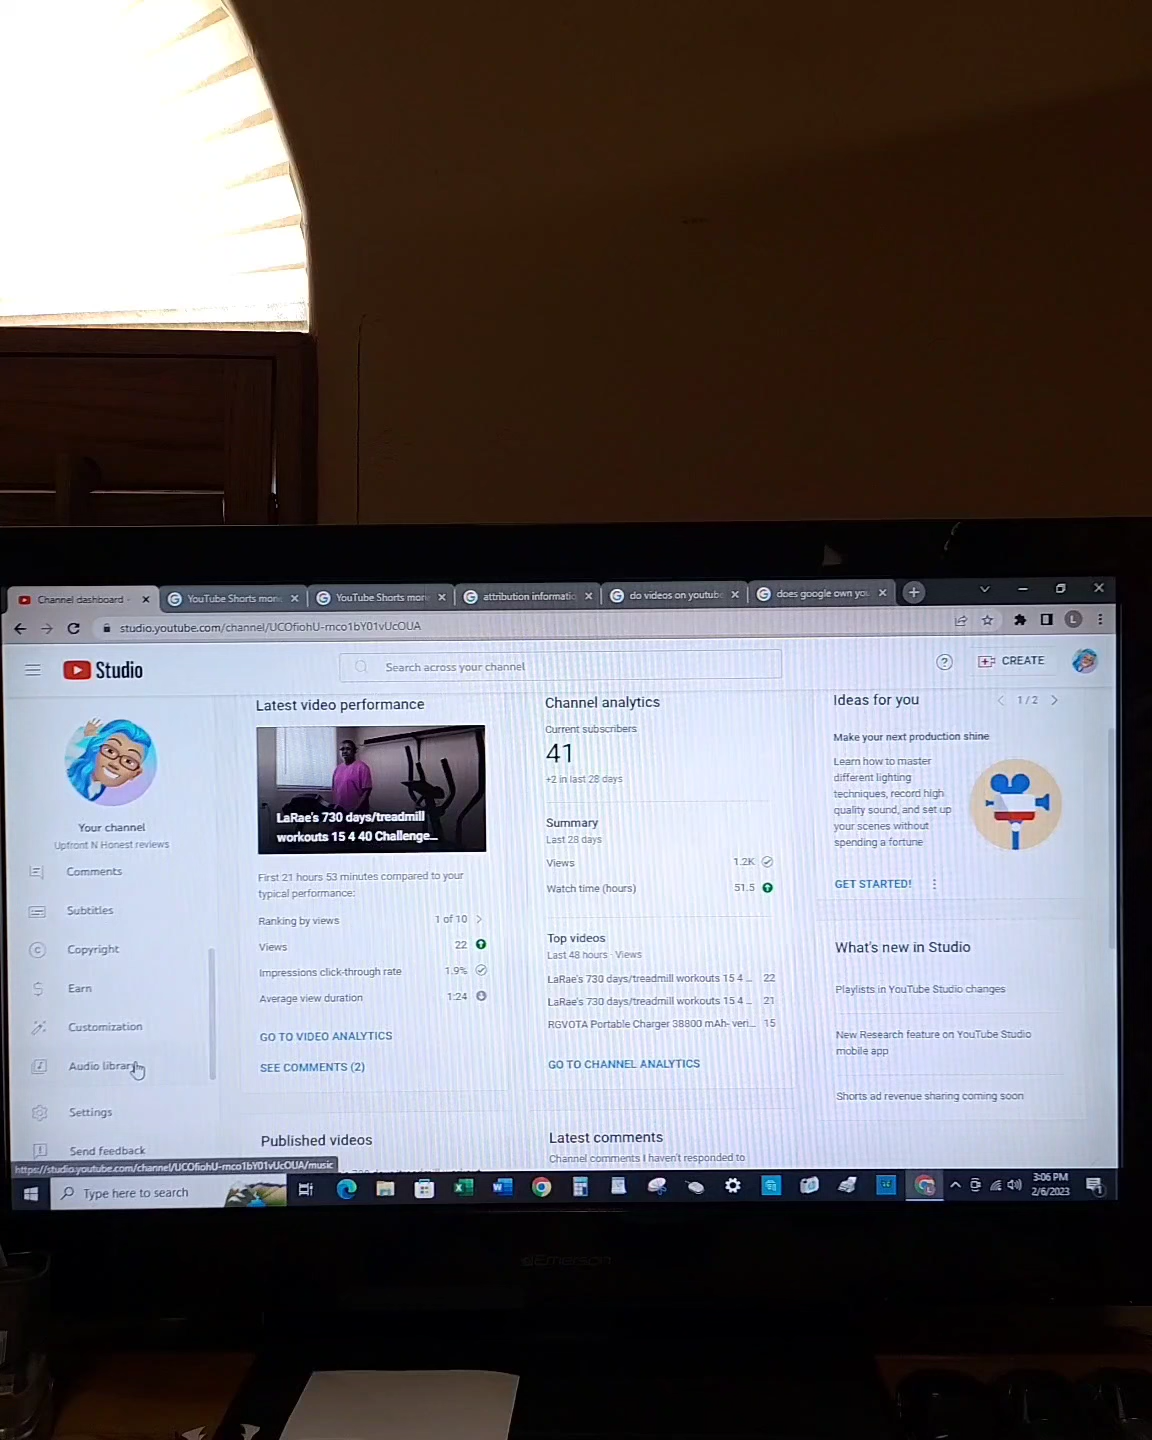 Channel dashboard -
YouTube Shorts mon
YouTube Shorts mon
attribution informatic
do videos on youtube
does google own you
studio.youtube.com/channel/UCOfiohU-rnco1bY01vUcOUA
L
Studio
Search across your channel
CREATE
Your channel
Upfront N Honest reviews
Comments
Subtitles
Copyright
Earn
Customization
Audio library
Settings
Send feedback
https://studio.youtube.com/channel/UCOfiohU-rnco1bY01vUcOUA/music
Latest video performance
LaRae's 730 days/treadmill
workouts 15 4 40 Challenge...
First 21 hours 53 minutes compared to your
typical performance:
Ranking by views 1 of 10
Views 22
Impressions click-through rate 1.9%
Average view duration 1:24
GO TO VIDEO ANALYTICS
SEE COMMENTS (2)
Published videos
Channel analytics
Current subscribers
41
+2 in last 28 days
Summary
Last 28 days
Views 1.2K
Watch time (hours) 51.5
Top videos
Last 48 hours · Views
LaRae's 730 days/treadmill workouts 15 4 ... 22
LaRae's 730 days/treadmill workouts 15 4 ... 21
RGVOTA Portable Charger 38800 mAh- veri... 15
GO TO CHANNEL ANALYTICS
Latest comments
Channel comments I haven't responded to
Ideas for you
1 / 2
Make your next production shine
Learn how to master
different lighting
techniques, record high
quality sound, and set up
your scenes without
spending a fortune
GET STARTED!
What's new in Studio
Playlists in YouTube Studio changes
New Research feature on YouTube Studio
mobile app
Shorts ad revenue sharing coming soon
Type here to search
3:06 PM
2/6/2023
EMERSON